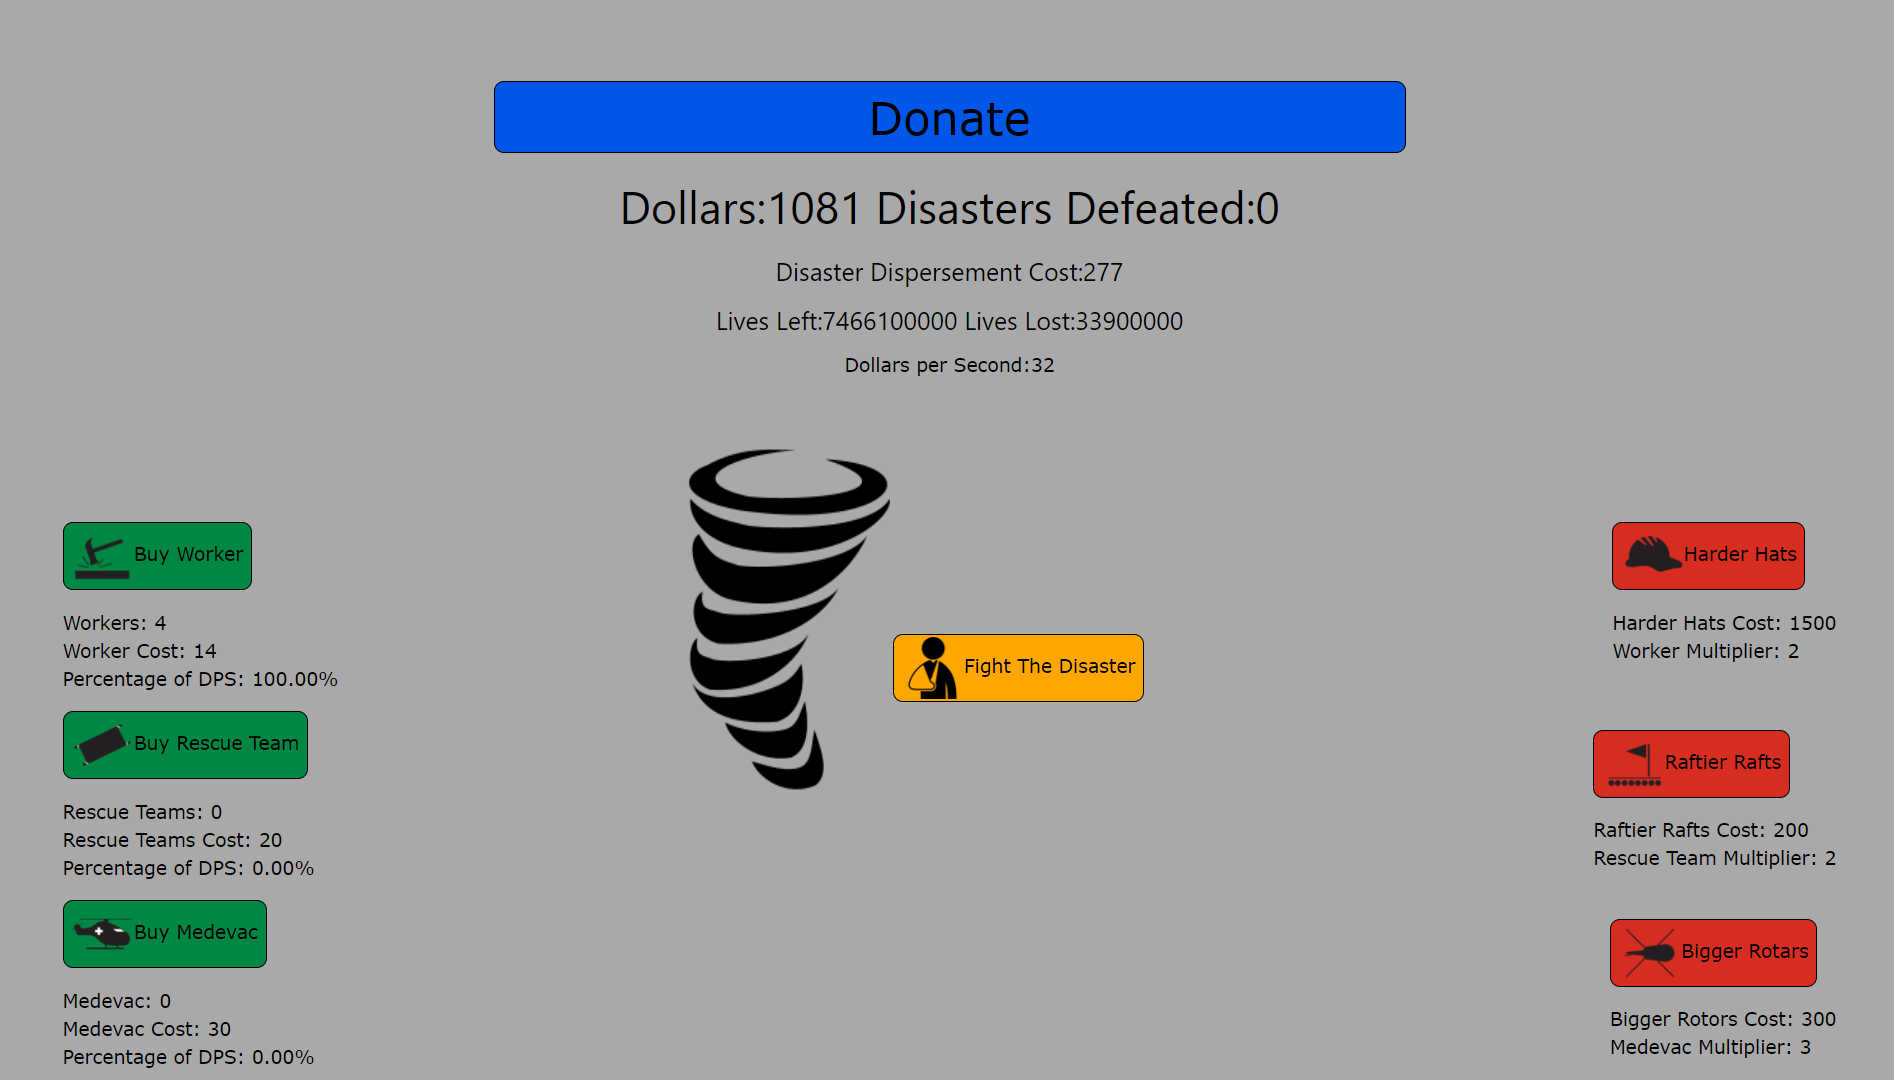 Donate
Dollars:1081 Disasters Defeated:0
Disaster Dispersement Cost:277
Lives Left:7466100000 Lives Lost:33900000
Dollars per Second:32
Buy Worker
Workers: 4
Worker Cost: 14
Percentage of DPS: 100.00%
Buy Rescue Team
Rescue Teams: 0
Rescue Teams Cost: 20
Percentage of DPS: 0.00%
Buy Medevac
Medevac: 0
Medevac Cost: 30
Percentage of DPS: 0.00%
Fight The Disaster
Harder Hats
Harder Hats Cost: 1500
Worker Multiplier: 2
Raftier Rafts
Raftier Rafts Cost: 200
Rescue Team Multiplier: 2
Bigger Rotars
Bigger Rotors Cost: 300
Medevac Multiplier: 3